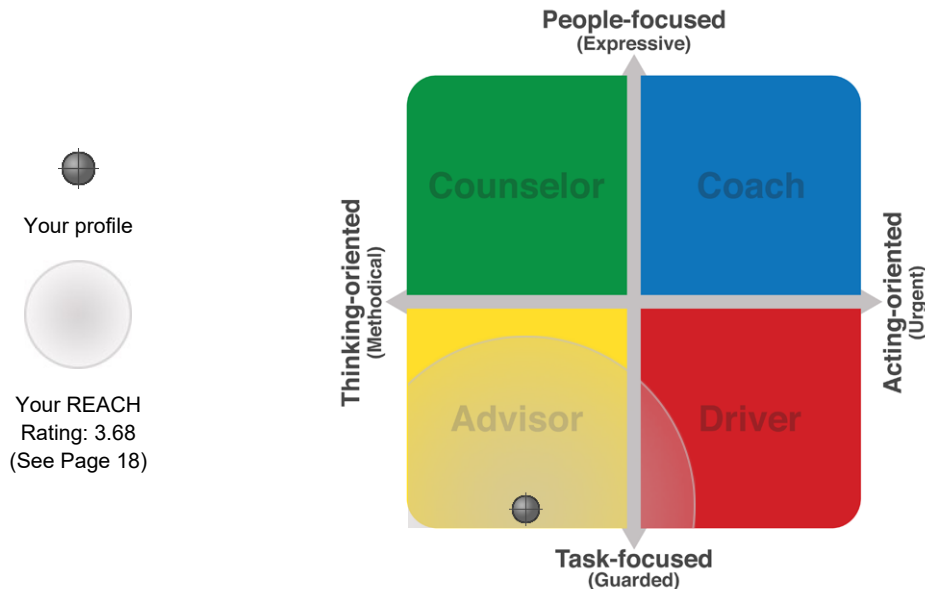 Your profile
Your REACH
Rating: 3.68
(See Page 18)
People-focused
(Expressive)
Counselor
Coach
Thinking-oriented
(Methodical)
Acting-oriented
(Urgent)
Advisor
Driver
Task-focused
(Guarded)